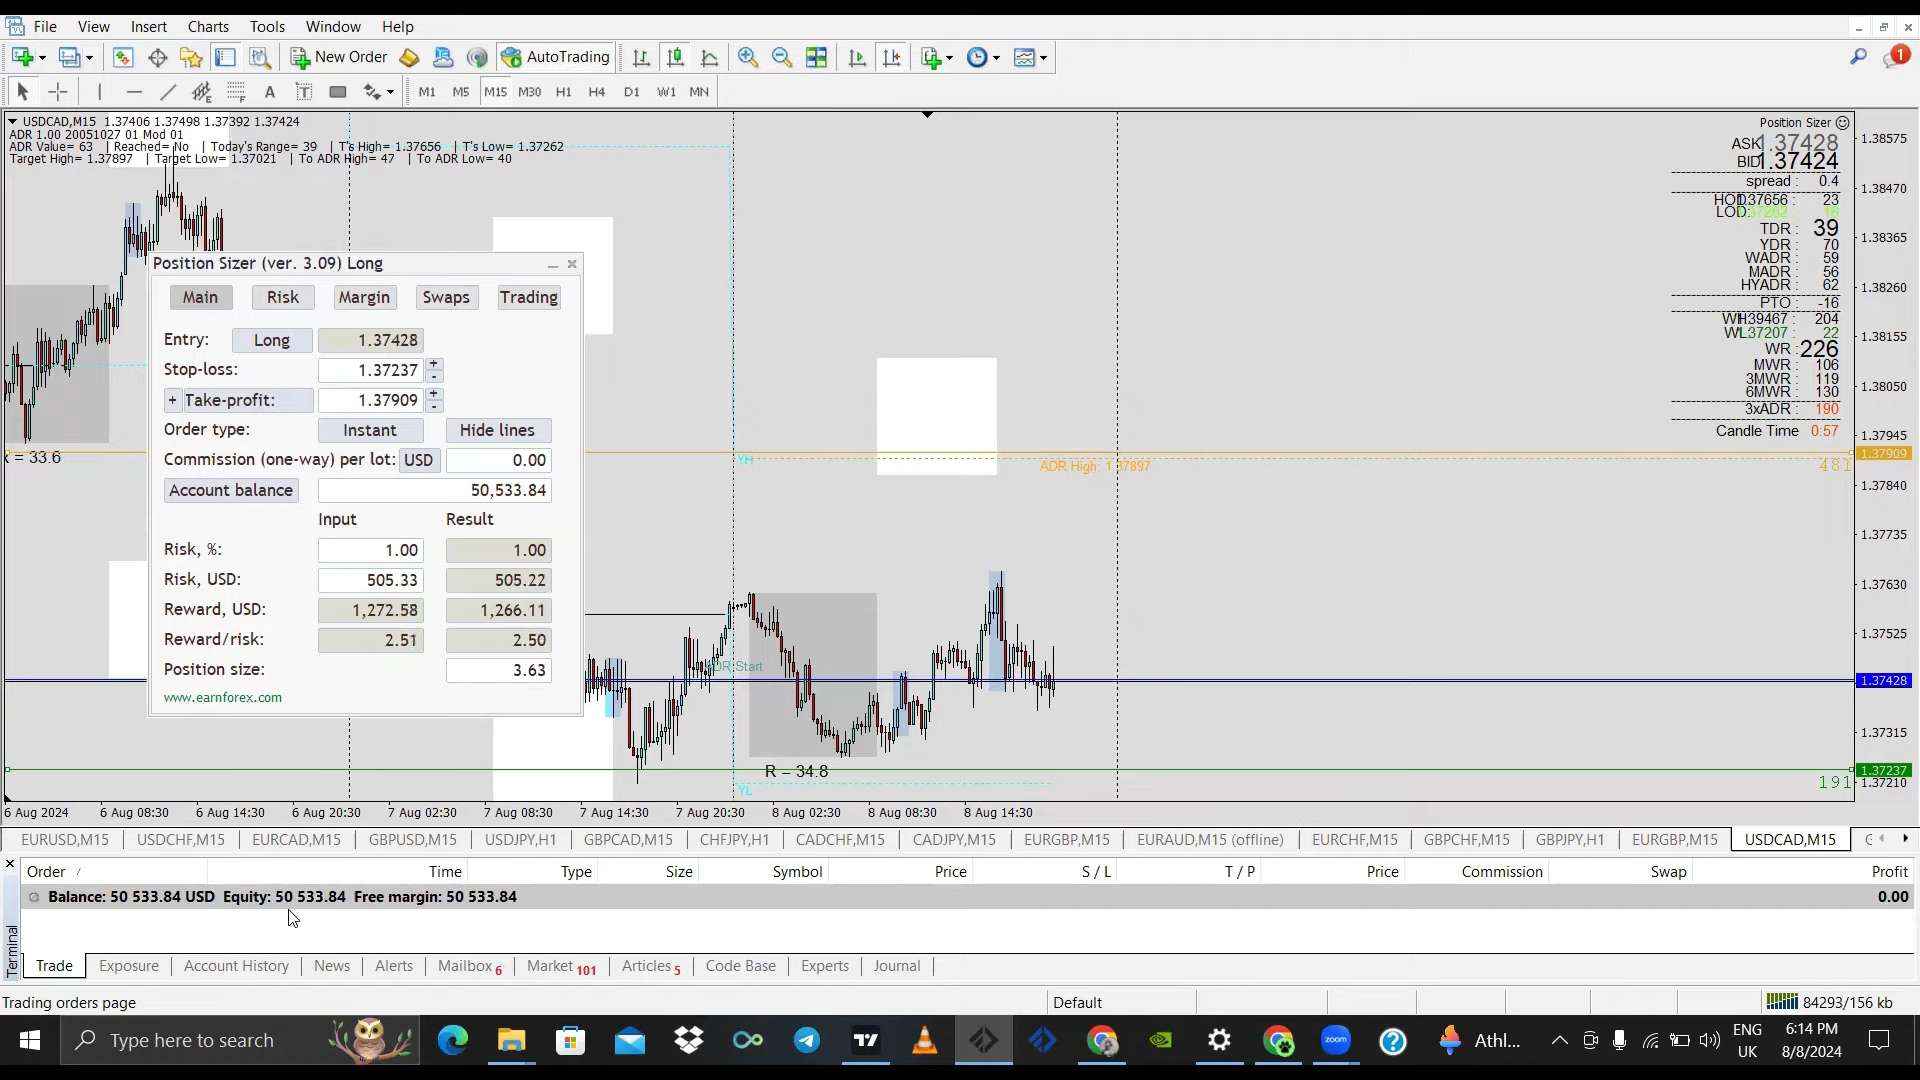 File View Insert Charts Tools Window Help
New Order AutoTrading 1
A T M1 M5 M15 M30 H1 H4 D1 W1 MN
USDCAD,M15 1.37406 1.37498 1.37392 1.37424
ADR 1.00 20051027 01 Mod 01
ADR Value= 63 | Reached= No | Today's Range= 39 | T's High= 1.37656 | T's Low= 1.37262
Target High= 1.37897 | Target Low= 1.37021 | To ADR High= 47 | To ADR Low= 40
Position Sizer (ver. 3.09) Long
Main Risk Margin Swaps Trading
Entry: Long 1.37428
Stop-loss: 1.37237 + -
+ Take-profit: 1.37909 + -
Order type: Instant Hide lines
Commission (one-way) per lot: USD 0.00
Account balance 50,533.84
Input Result
Risk, %: 1.00 1.00
Risk, USD: 505.33 505.22
Reward, USD: 1,272.58 1,266.11
Reward/risk: 2.51 2.50
Position size: 3.63
www.earnforex.com
= 33.6
YH
ADR High: 1.37897
481
ADR Start
R = 34.8
YL
191
Position Sizer
ASK 1.37428
BID 1.37424
spread : 0.4
HOD 1.37656 : 23
LOD: 1.37262 : 16
TDR : 39
YDR : 70
WADR : 59
MADR : 56
HYADR : 62
PTO : -16
WH 39467 : 204
WL 37207 : 22
WR : 226
MWR : 106
3MWR : 119
6MWR : 130
3xADR : 190
Candle Time 0:57
1.38575
1.38470
1.38365
1.38260
1.38155
1.38050
1.37945
1.37909
1.37840
1.37735
1.37630
1.37525
1.37428
1.37315
1.37237
1.37210
6 Aug 2024 6 Aug 08:30 6 Aug 14:30 6 Aug 20:30 7 Aug 02:30 7 Aug 08:30 7 Aug 14:30 7 Aug 20:30 8 Aug 02:30 8 Aug 08:30 8 Aug 14:30
EURUSD,M15 USDCHF,M15 EURCAD,M15 GBPUSD,M15 USDJPY,H1 GBPCAD,M15 CHFJPY,H1 CADCHF,M15 CADJPY,M15 EURGBP,M15 EURAUD,M15 (offline) EURCHF,M15 GBPCHF,M15 GBPJPY,H1 EURGBP,M15 USDCAD,M15
Order / Time Type Size Symbol Price S / L T / P Price Commission Swap Profit
Balance: 50 533.84 USD Equity: 50 533.84 Free margin: 50 533.84 0.00
Terminal
Trade Exposure Account History News Alerts Mailbox 6 Market 101 Articles 5 Code Base Experts Journal
Trading orders page Default 84293/156 kb
Type here to search zoom Athl... ENG 6:14 PM
UK 8/8/2024